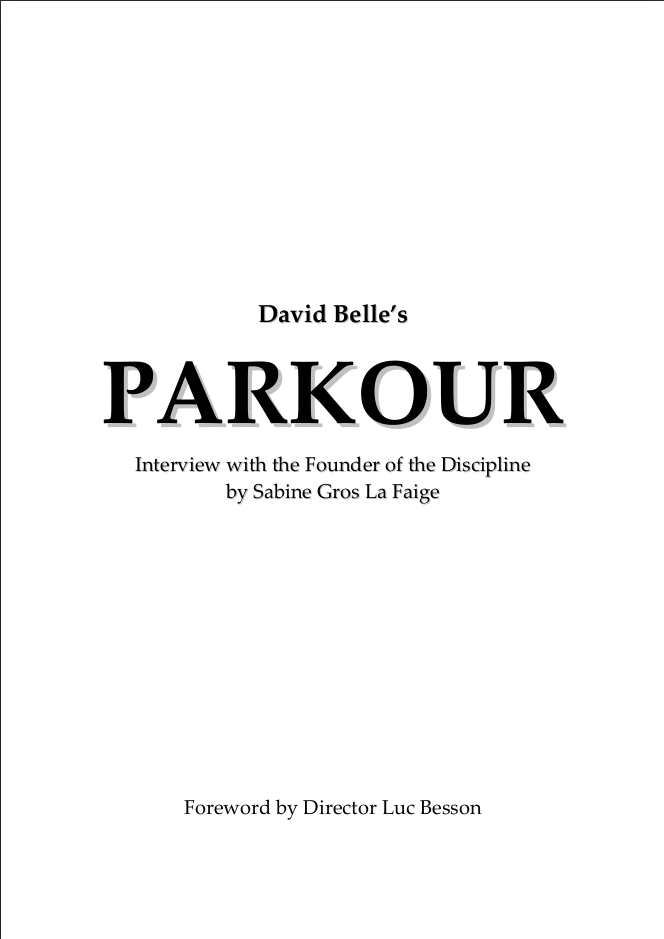 David Belle’s
PARKOUR
Interview with the Founder of the Discipline
by Sabine Gros La Faige
Foreword by Director Luc Besson